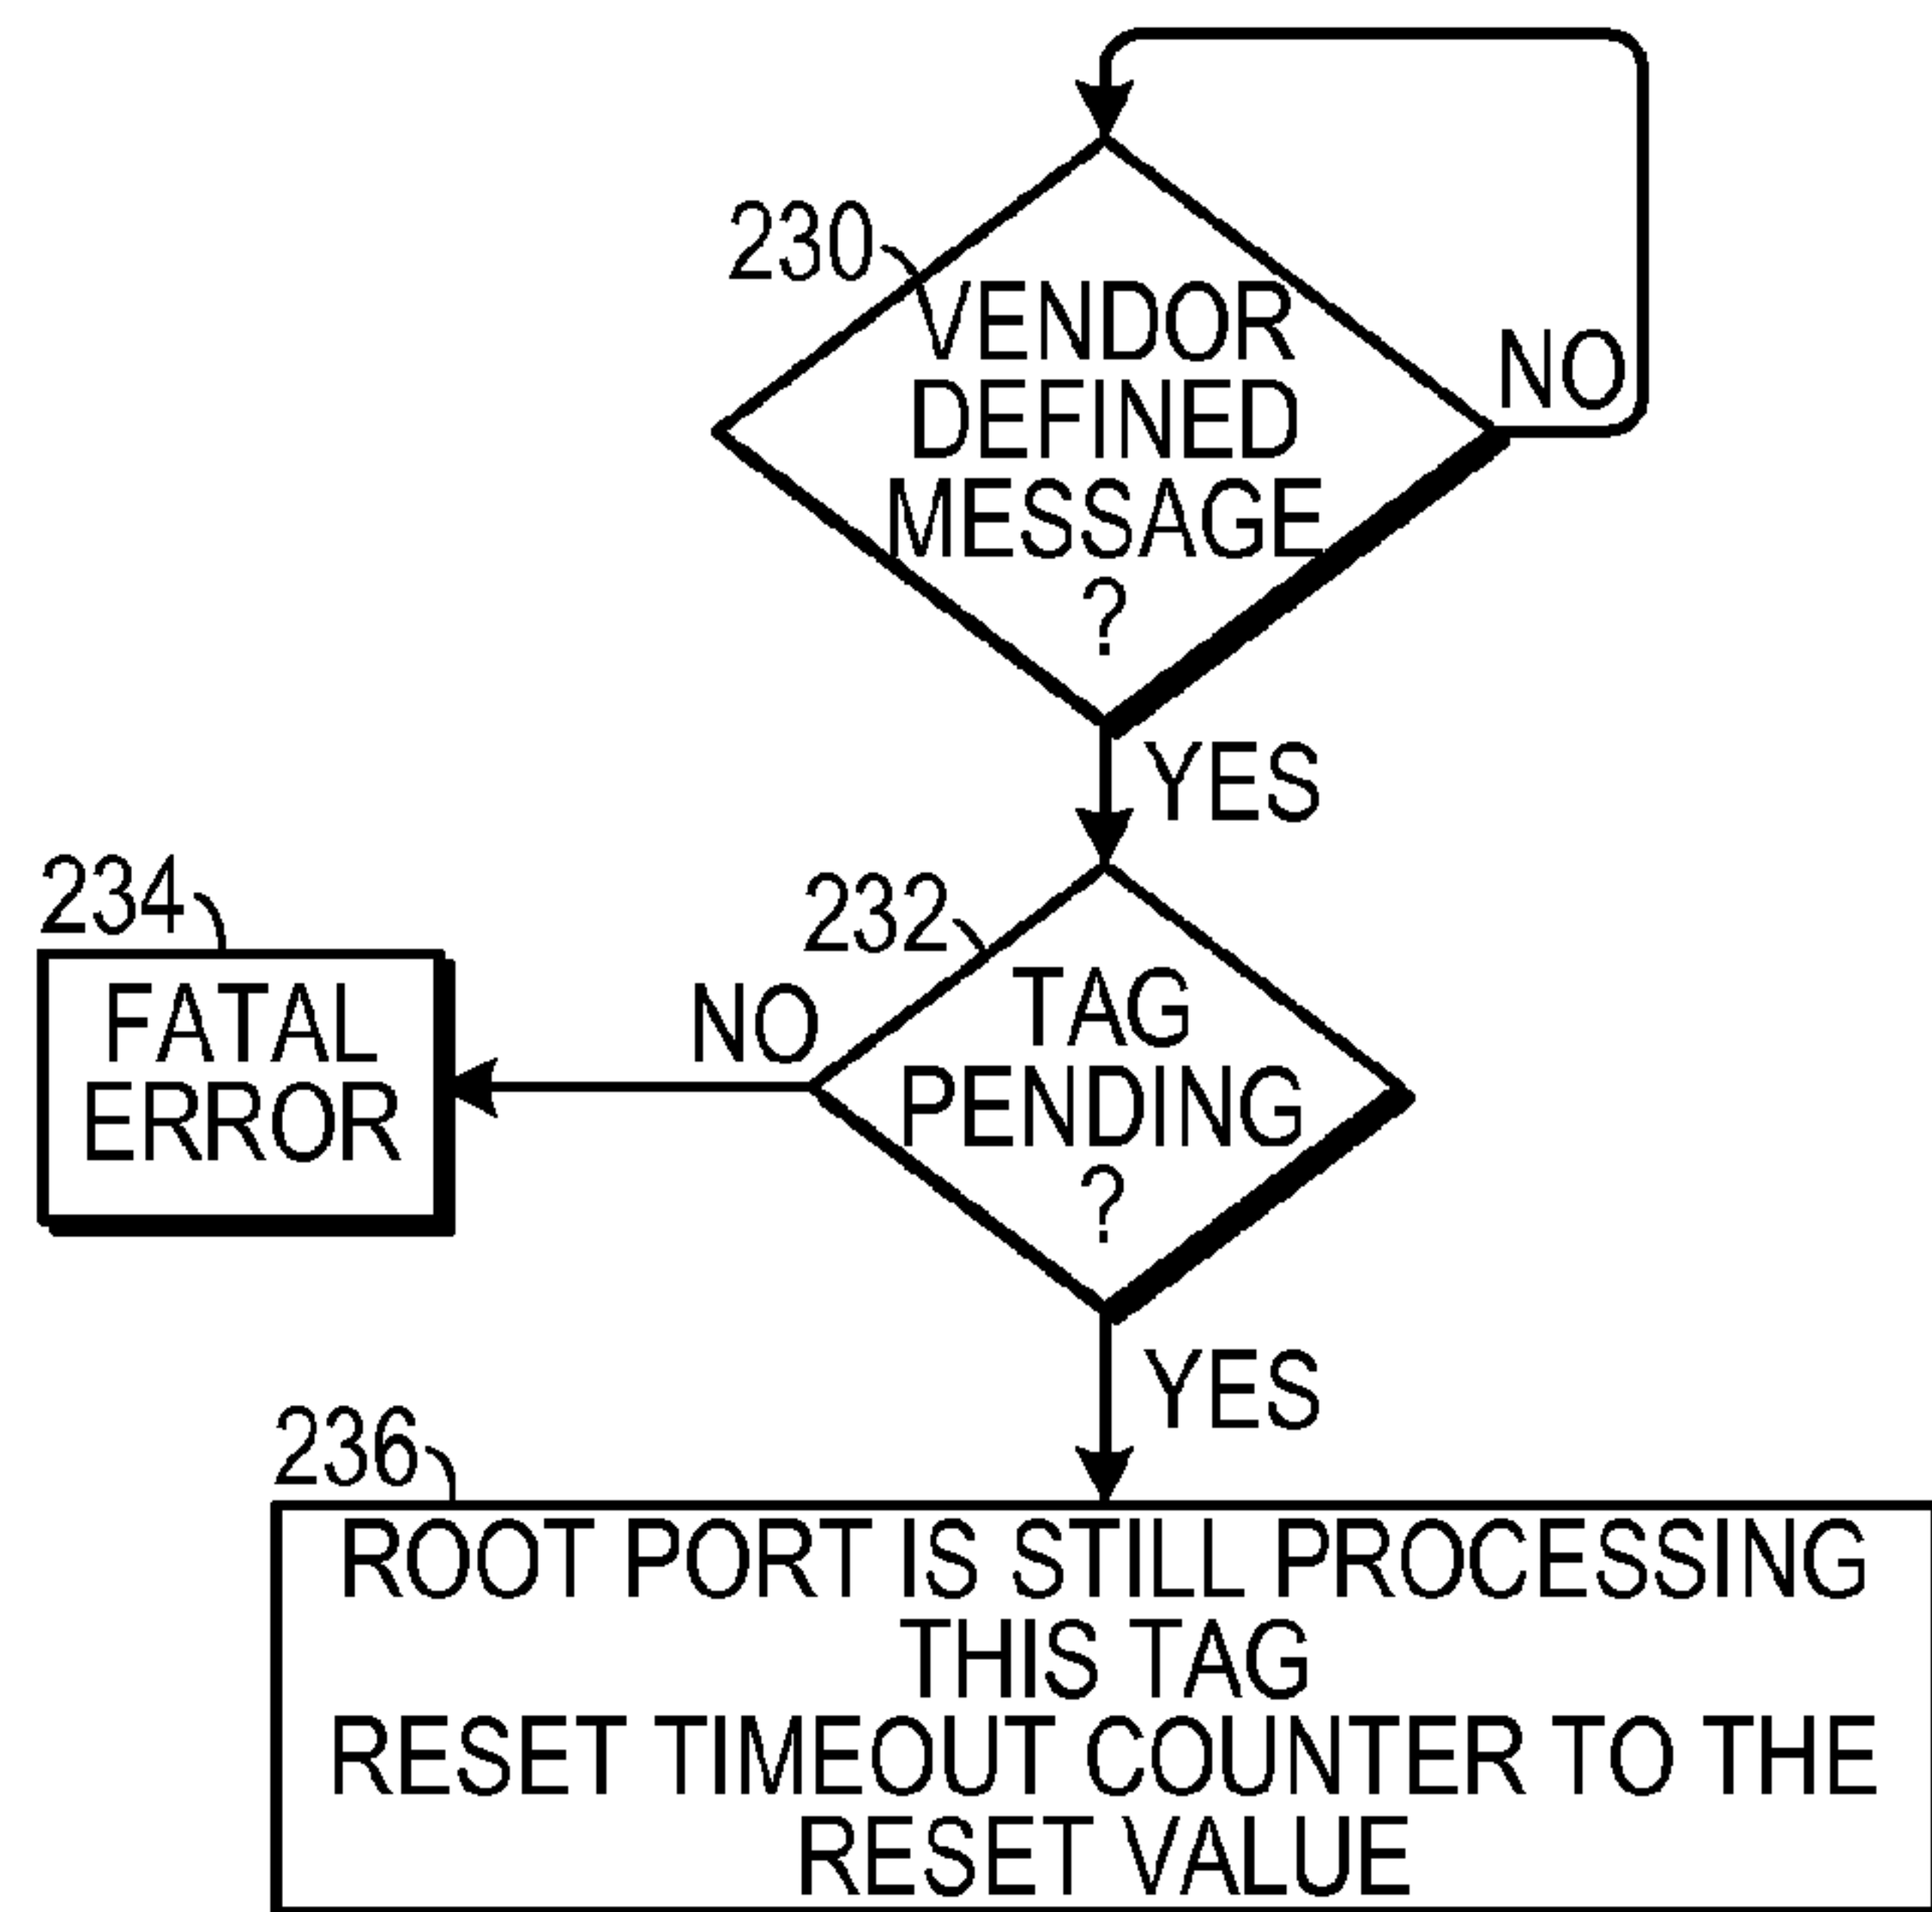 230
VENDOR
DEFINED
MESSAGE
?
NO
YES
234
FATAL
ERROR
NO
232
TAG
PENDING
?
YES
236
ROOT PORT IS STILL PROCESSING
THIS TAG
RESET TIMEOUT COUNTER TO THE
RESET VALUE